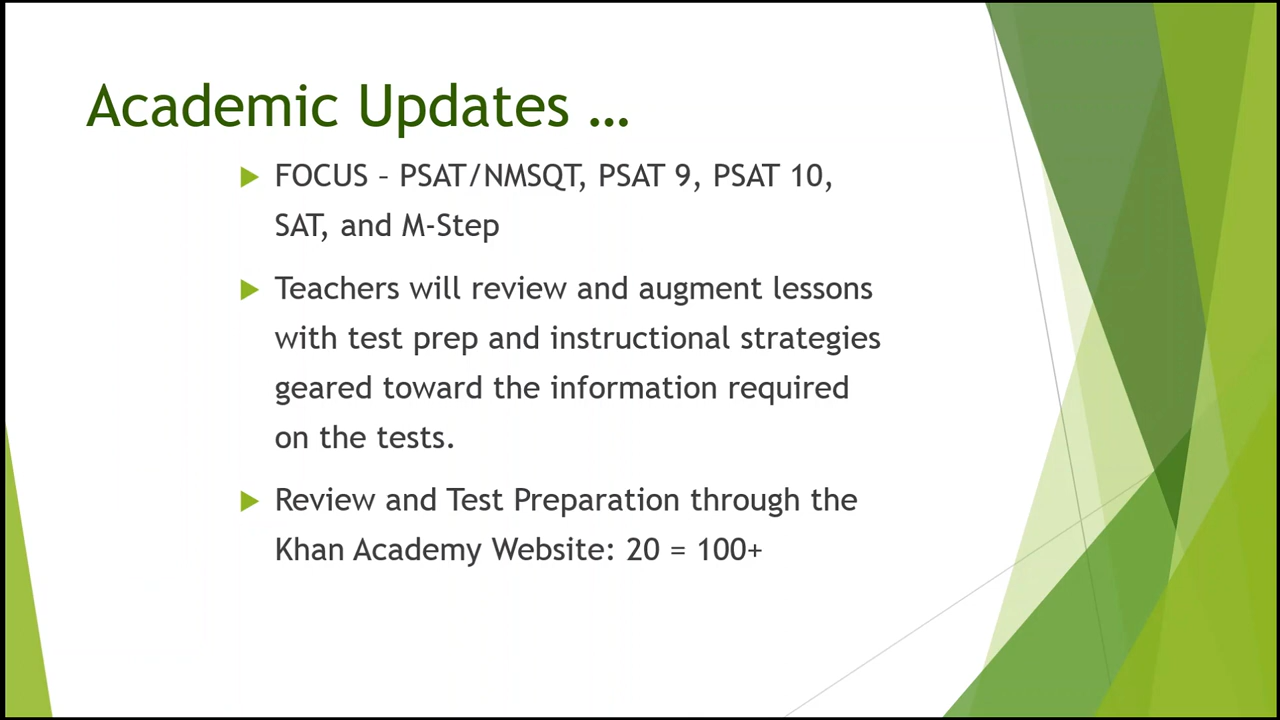 Academic Updates ...
FOCUS – PSAT/NMSQT, PSAT 9, PSAT 10,
SAT, and M-Step
Teachers will review and augment lessons
with test prep and instructional strategies
geared toward the information required
on the tests.
Review and Test Preparation through the
Khan Academy Website: 20 = 100+